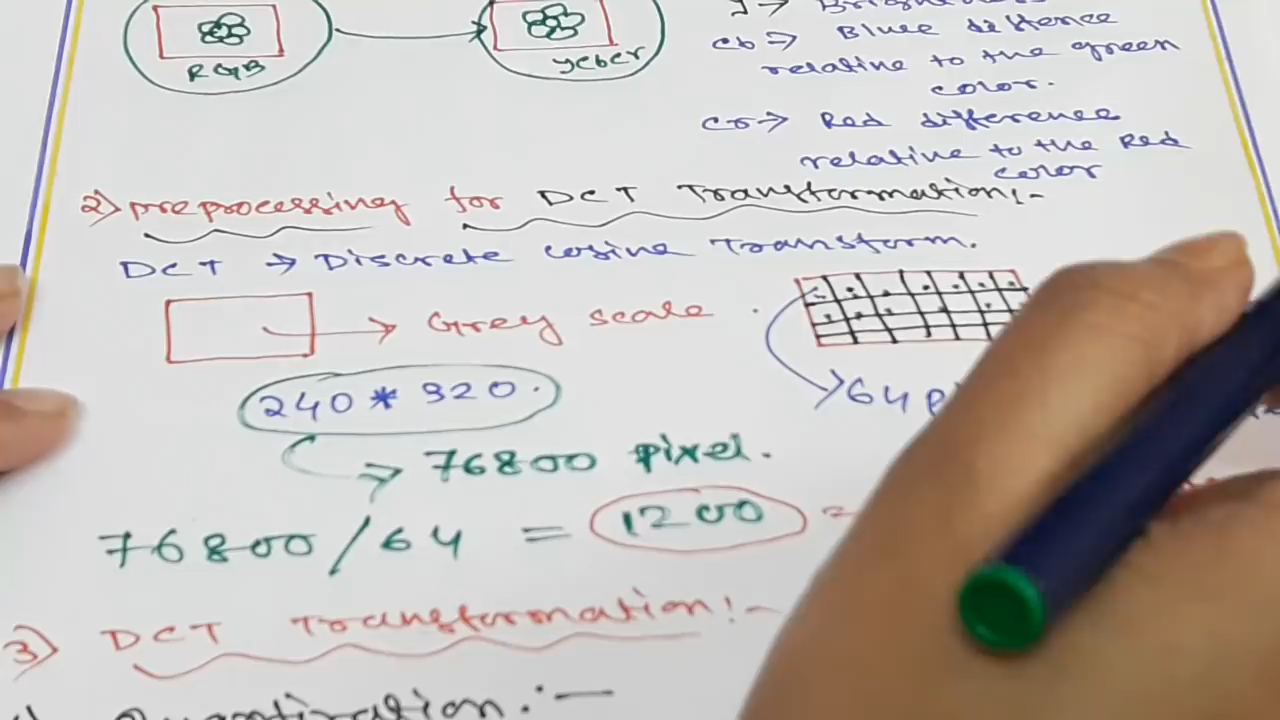 RGB
ycbcr
cb => Blue diffence
relative to the green
color.
cr => Red difference
relative to the Red
color
2) preprocessing for DCT Transformation:-
DCT → Discrete cosine Transform.
→ Grey scale .
240 * 320.
=> 76800 pixel.
64 p
76800/64 = 1200 =
3) DCT Transformation:-
Quantization:-